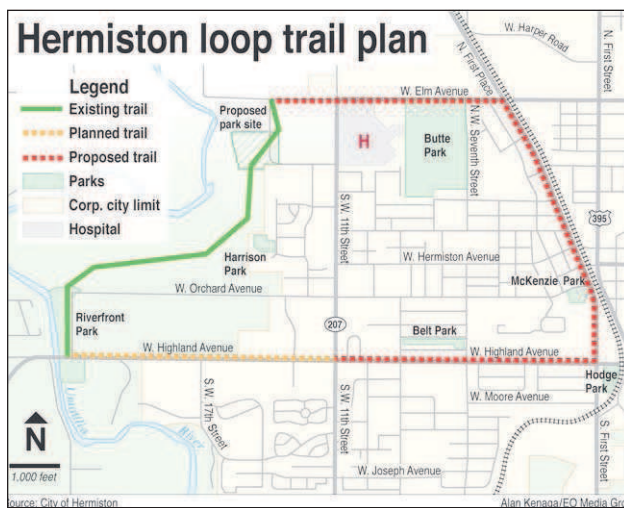 Hermiston loop trail plan
Legend
Existing trail
Planned trail
Proposed trail
Parks
Corp. city limit
Hospital
Proposed
park site
W. Harper Road
N. First Place
N. First Street
W. Elm Avenue
H
Butte
Park
N.W. Seventh Street
S.W. 11th Street
395
Harrison
Park
W. Hermiston Avenue
McKenzie Park
W. Orchard Avenue
Riverfront
Park
207
Belt Park
W. Highland Avenue
W. Highland Avenue
Hodge
Park
W. Moore Avenue
Umatilla
River
S.W. 17th Street
S.W. 11th Street
S. First Street
N
1,000 feet
W. Joseph Avenue
Source: City of Hermiston
Alan Kenaga/EO Media Gro